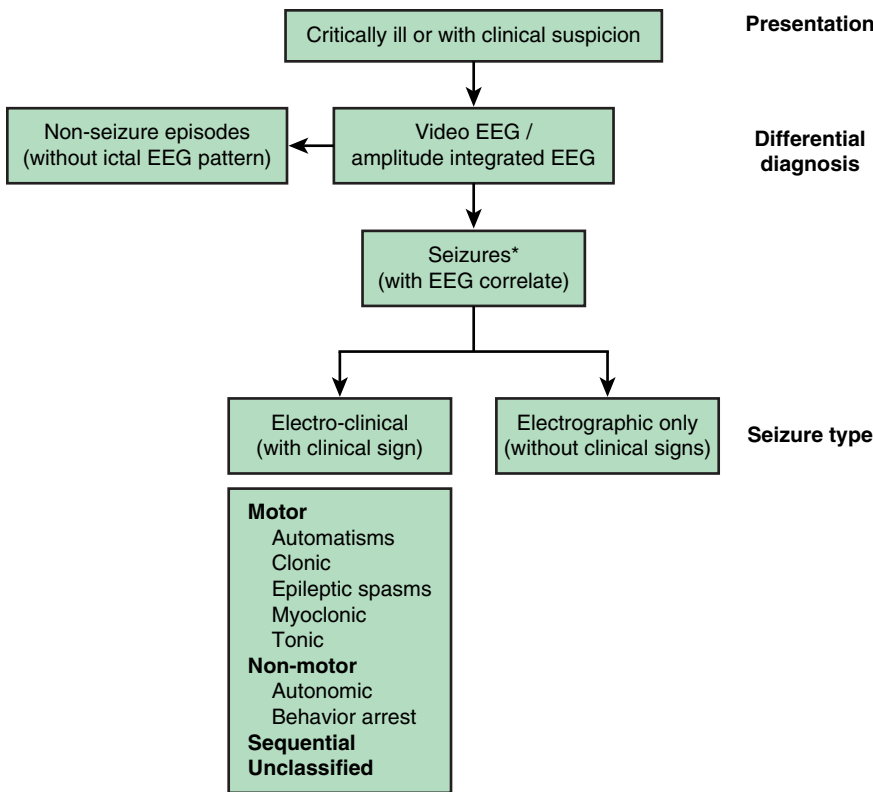 Critically ill or with clinical suspicion
Presentation
Non-seizure episodes
(without ictal EEG pattern)
Video EEG /
amplitude integrated EEG
Differential
diagnosis
Seizures*
(with EEG correlate)
Electro-clinical
(with clinical sign)
Electrographic only
(without clinical signs)
Seizure type
Motor
Automatisms
Clonic
Epileptic spasms
Myoclonic
Tonic
Non-motor
Autonomic
Behavior arrest
Sequential
Unclassified